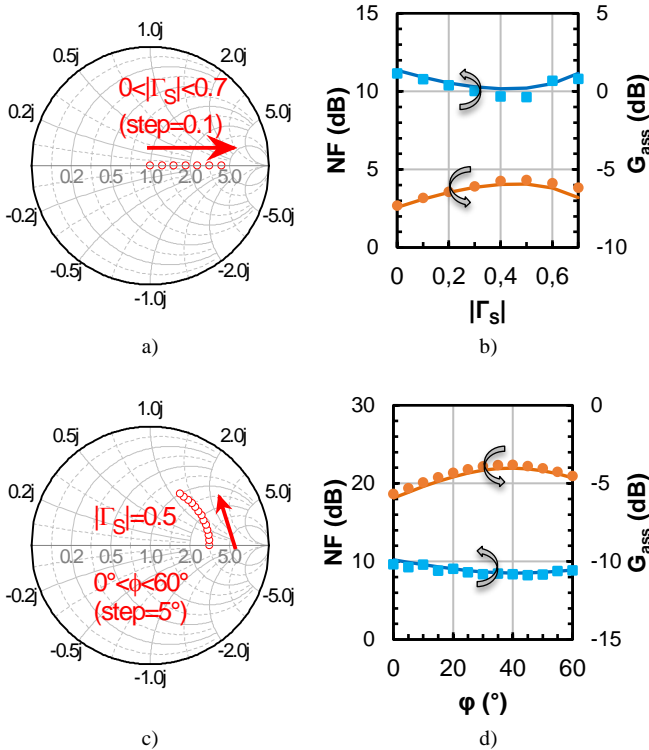 1.0j
0.5j
2.0j
0<|ΓS|<0.7
(step=0.1)
0.2j
5.0j
0.2 0.5 1.0 2.0 5.0
-0.2j
-5.0j
-0.5j
-2.0j
-1.0j
a)
15
10
5
0
NF (dB)
5
0
-5
-10
Gass (dB)
0 0,2 0,4 0,6
|ΓS|
b)
1.0j
0.5j
2.0j
0.2j
5.0j
|ΓS|=0.5
0.2 0.5 1.0 2.0 5.0
0°<ϕ<60°
(step=5°)
-0.2j
-5.0j
-0.5j
-2.0j
-1.0j
c)
30
20
10
0
NF (dB)
0
-5
-10
-15
Gass (dB)
0 20 40 60
φ (°)
d)